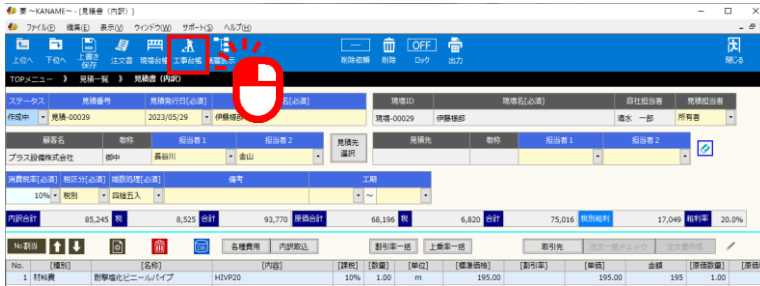 要 ～KANAME～ - [見積書（内訳）]
ファイル(F) 編集(E) 表示(V) ウィンドウ(W) サポート(S) ヘルプ(H)
上位へ 下位へ 上書き保存 注文書 現場台帳 工事台帳 表示 削除依頼 削除 OFF ロック 出力 閉じる
TOPメニュー 》 見積一覧 》 見積書（内訳）
ステータス 見積番号 見積発行日[必須] 名[必須] 現場ID 現場名[必須] 自社担当者 見積担当者
作成中 見積-00039 2023/05/29 伊藤様邸 現場-00029 伊藤様邸 清水 一郎 所有者
顧客名 敬称 担当者1 担当者2 見積先選択 見積先 敬称 担当者1 担当者2
プラス設備株式会社 御中 長谷川 金山
消費税率[必須] 税区分[必須] 端数処理[必須] 備考 工期
10% 税別 四捨五入 ～
内訳合計 85,245 税 8,525 合計 93,770 原価合計 68,196 税 6,820 合計 75,016 税別粗利 17,049 粗利率 20.0%
No.割当 各種費用 内訳取込 割引率一括 上乗率一括 取引先 注文一括チェック 注文書作成
No. [種別] [名称] [内容] [課税] [数量] [単位] [標準価格] [割引率] [単価] 金額 [原価数量] [原価
1 材料費 耐撃塩化ビニールパイプ HIVP20 10% 1.00 m 195.00 195.00 195 1.00